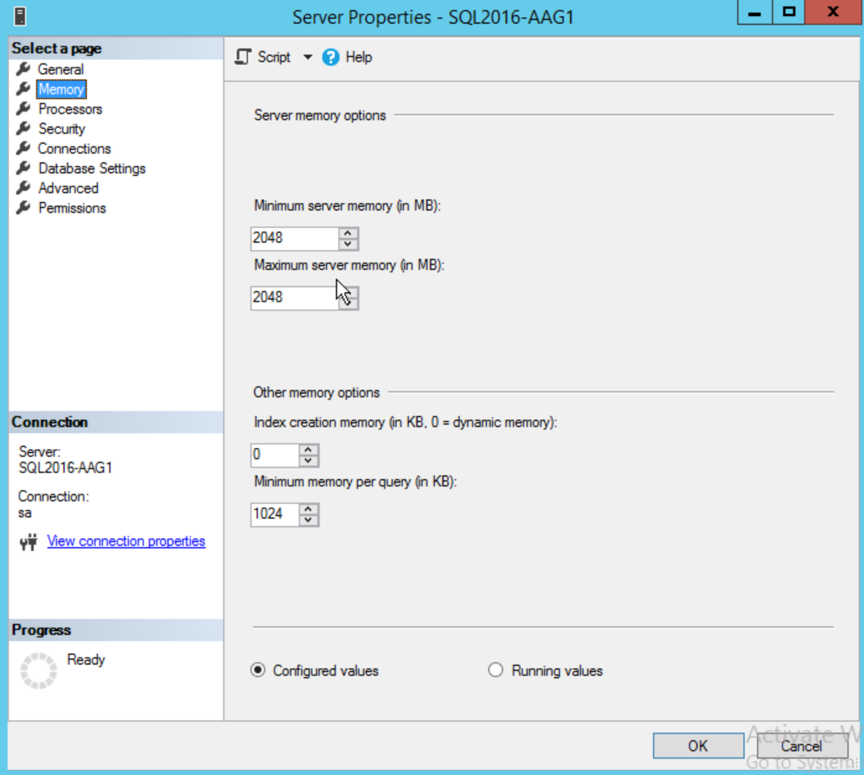 Server Properties - SQL2016-AAG1
Select a page
General
Memory
Processors
Security
Connections
Database Settings
Advanced
Permissions
Script
Help
Server memory options
Minimum server memory (in MB):
2048
Maximum server memory (in MB):
2048
Other memory options
Index creation memory (in KB, 0 = dynamic memory):
0
Minimum memory per query (in KB):
1024
Connection
Server:
SQL2016-AAG1
Connection:
sa
View connection properties
Progress
Ready
Configured values
Running values
OK
Cancel
Activate W
Go to System